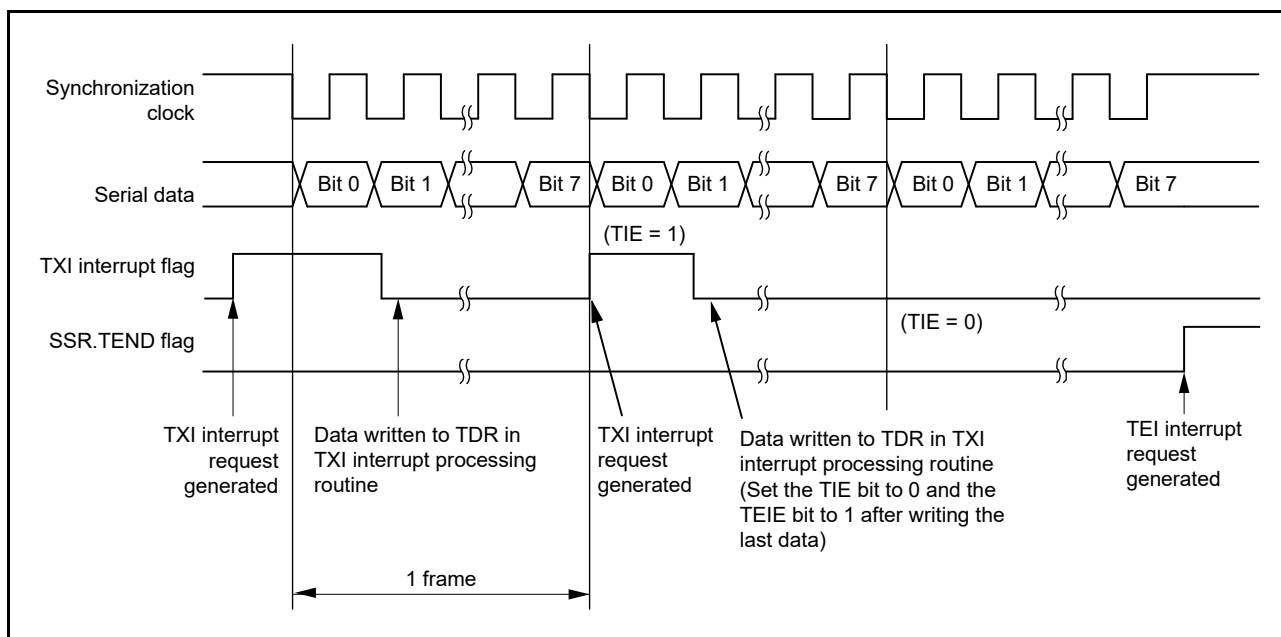 Synchronization
clock
Serial data
Bit 0 Bit 1 Bit 7 Bit 0 Bit 1 Bit 7 Bit 0 Bit 1 Bit 7
(TIE = 1)
TXI interrupt flag
(TIE = 0)
SSR.TEND flag
TXI interrupt
request
generated
Data written to TDR in
TXI interrupt processing
routine
TXI interrupt
request
generated
Data written to TDR in TXI
interrupt processing routine
(Set the TIE bit to 0 and the
TEIE bit to 1 after writing the
last data)
TEI interrupt
request
generated
1 frame